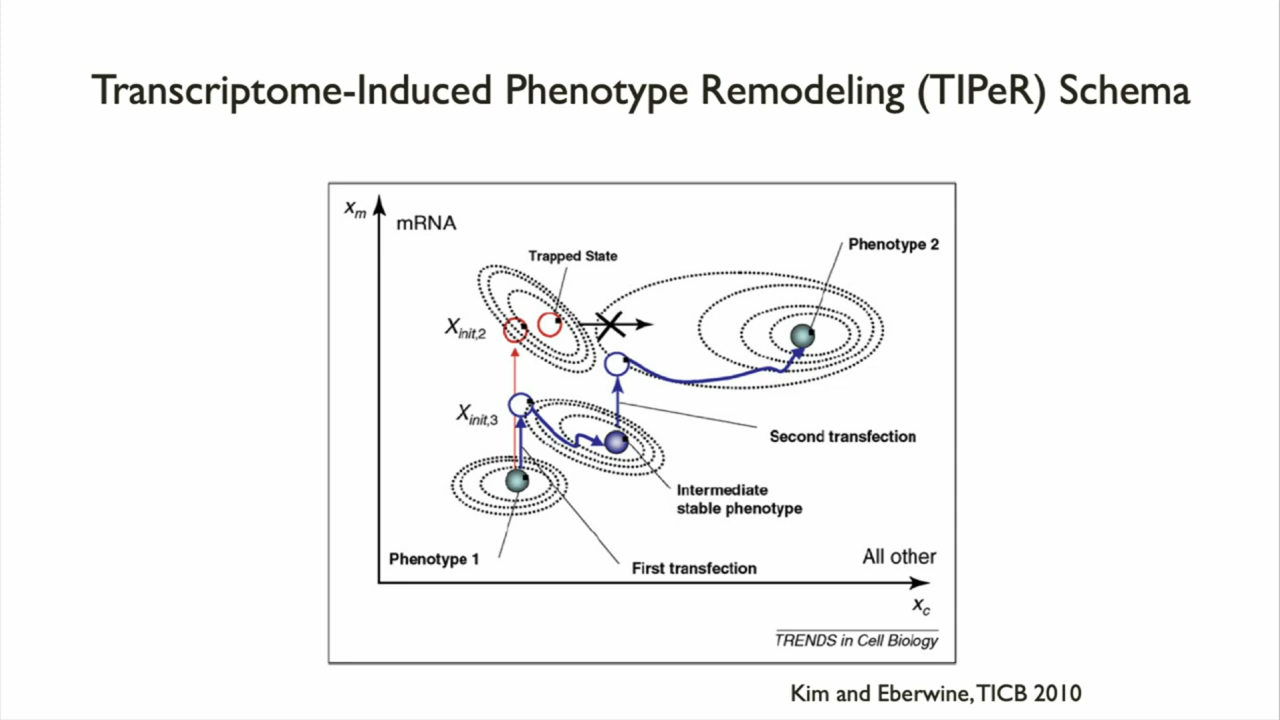 Transcriptome-Induced Phenotype Remodeling (TIPeR) Schema
xm
mRNA
Phenotype 2
Trapped State
Xinit,2
Xinit,3
Second transfection
Intermediate
stable phenotype
Phenotype 1
First transfection
All other
xc
TRENDS in Cell Biology
Kim and Eberwine, TICB 2010